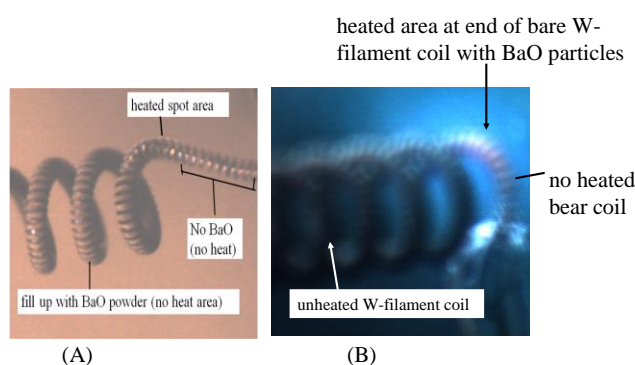 heated area at end of bare W-
filament coil with BaO particles
heated spot area
No BaO
(no heat)
no heated
bear coil
fill up with BaO powder (no heat area)
unheated W-filament coil
(A)
(B)